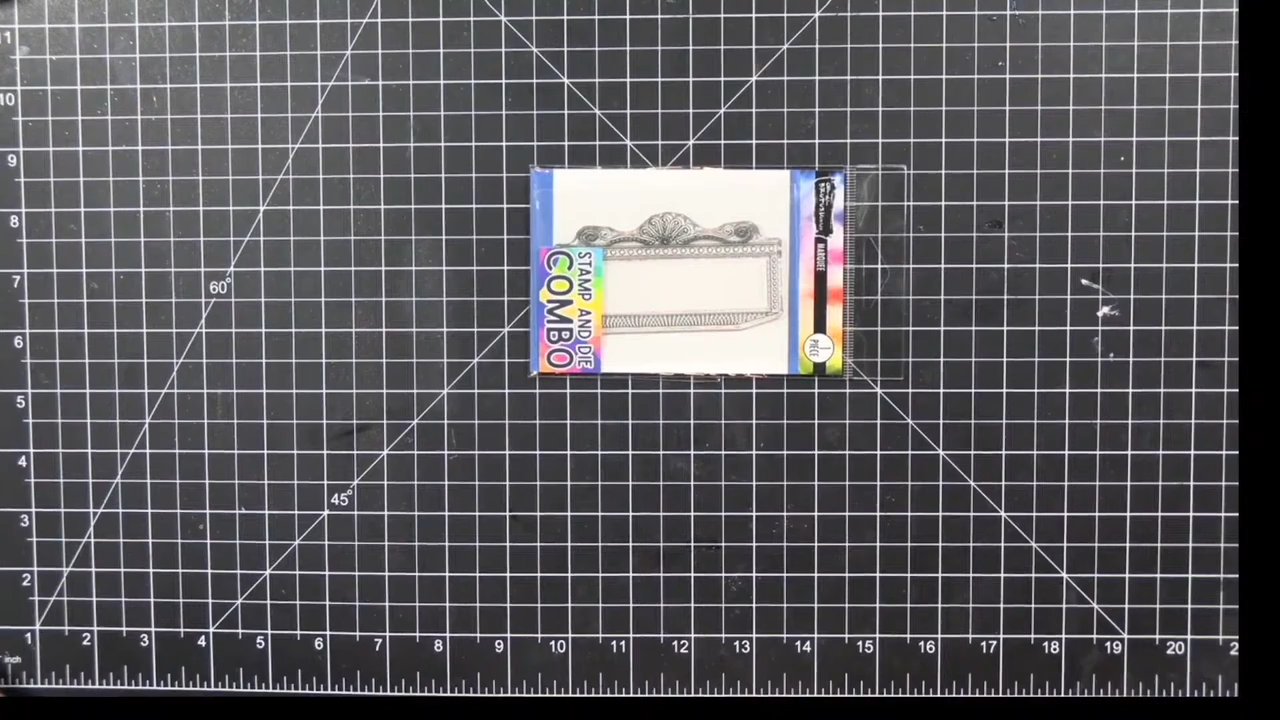 11
10
9
8
7
6
5
4
3
2
1
60°
45°
STAMP AND DIE
COMBO
MARQUEE
1
PIECE
inch
2 3 4 5 6 7 8 9 10 11 12 13 14 15 16 17 18 19 20 2